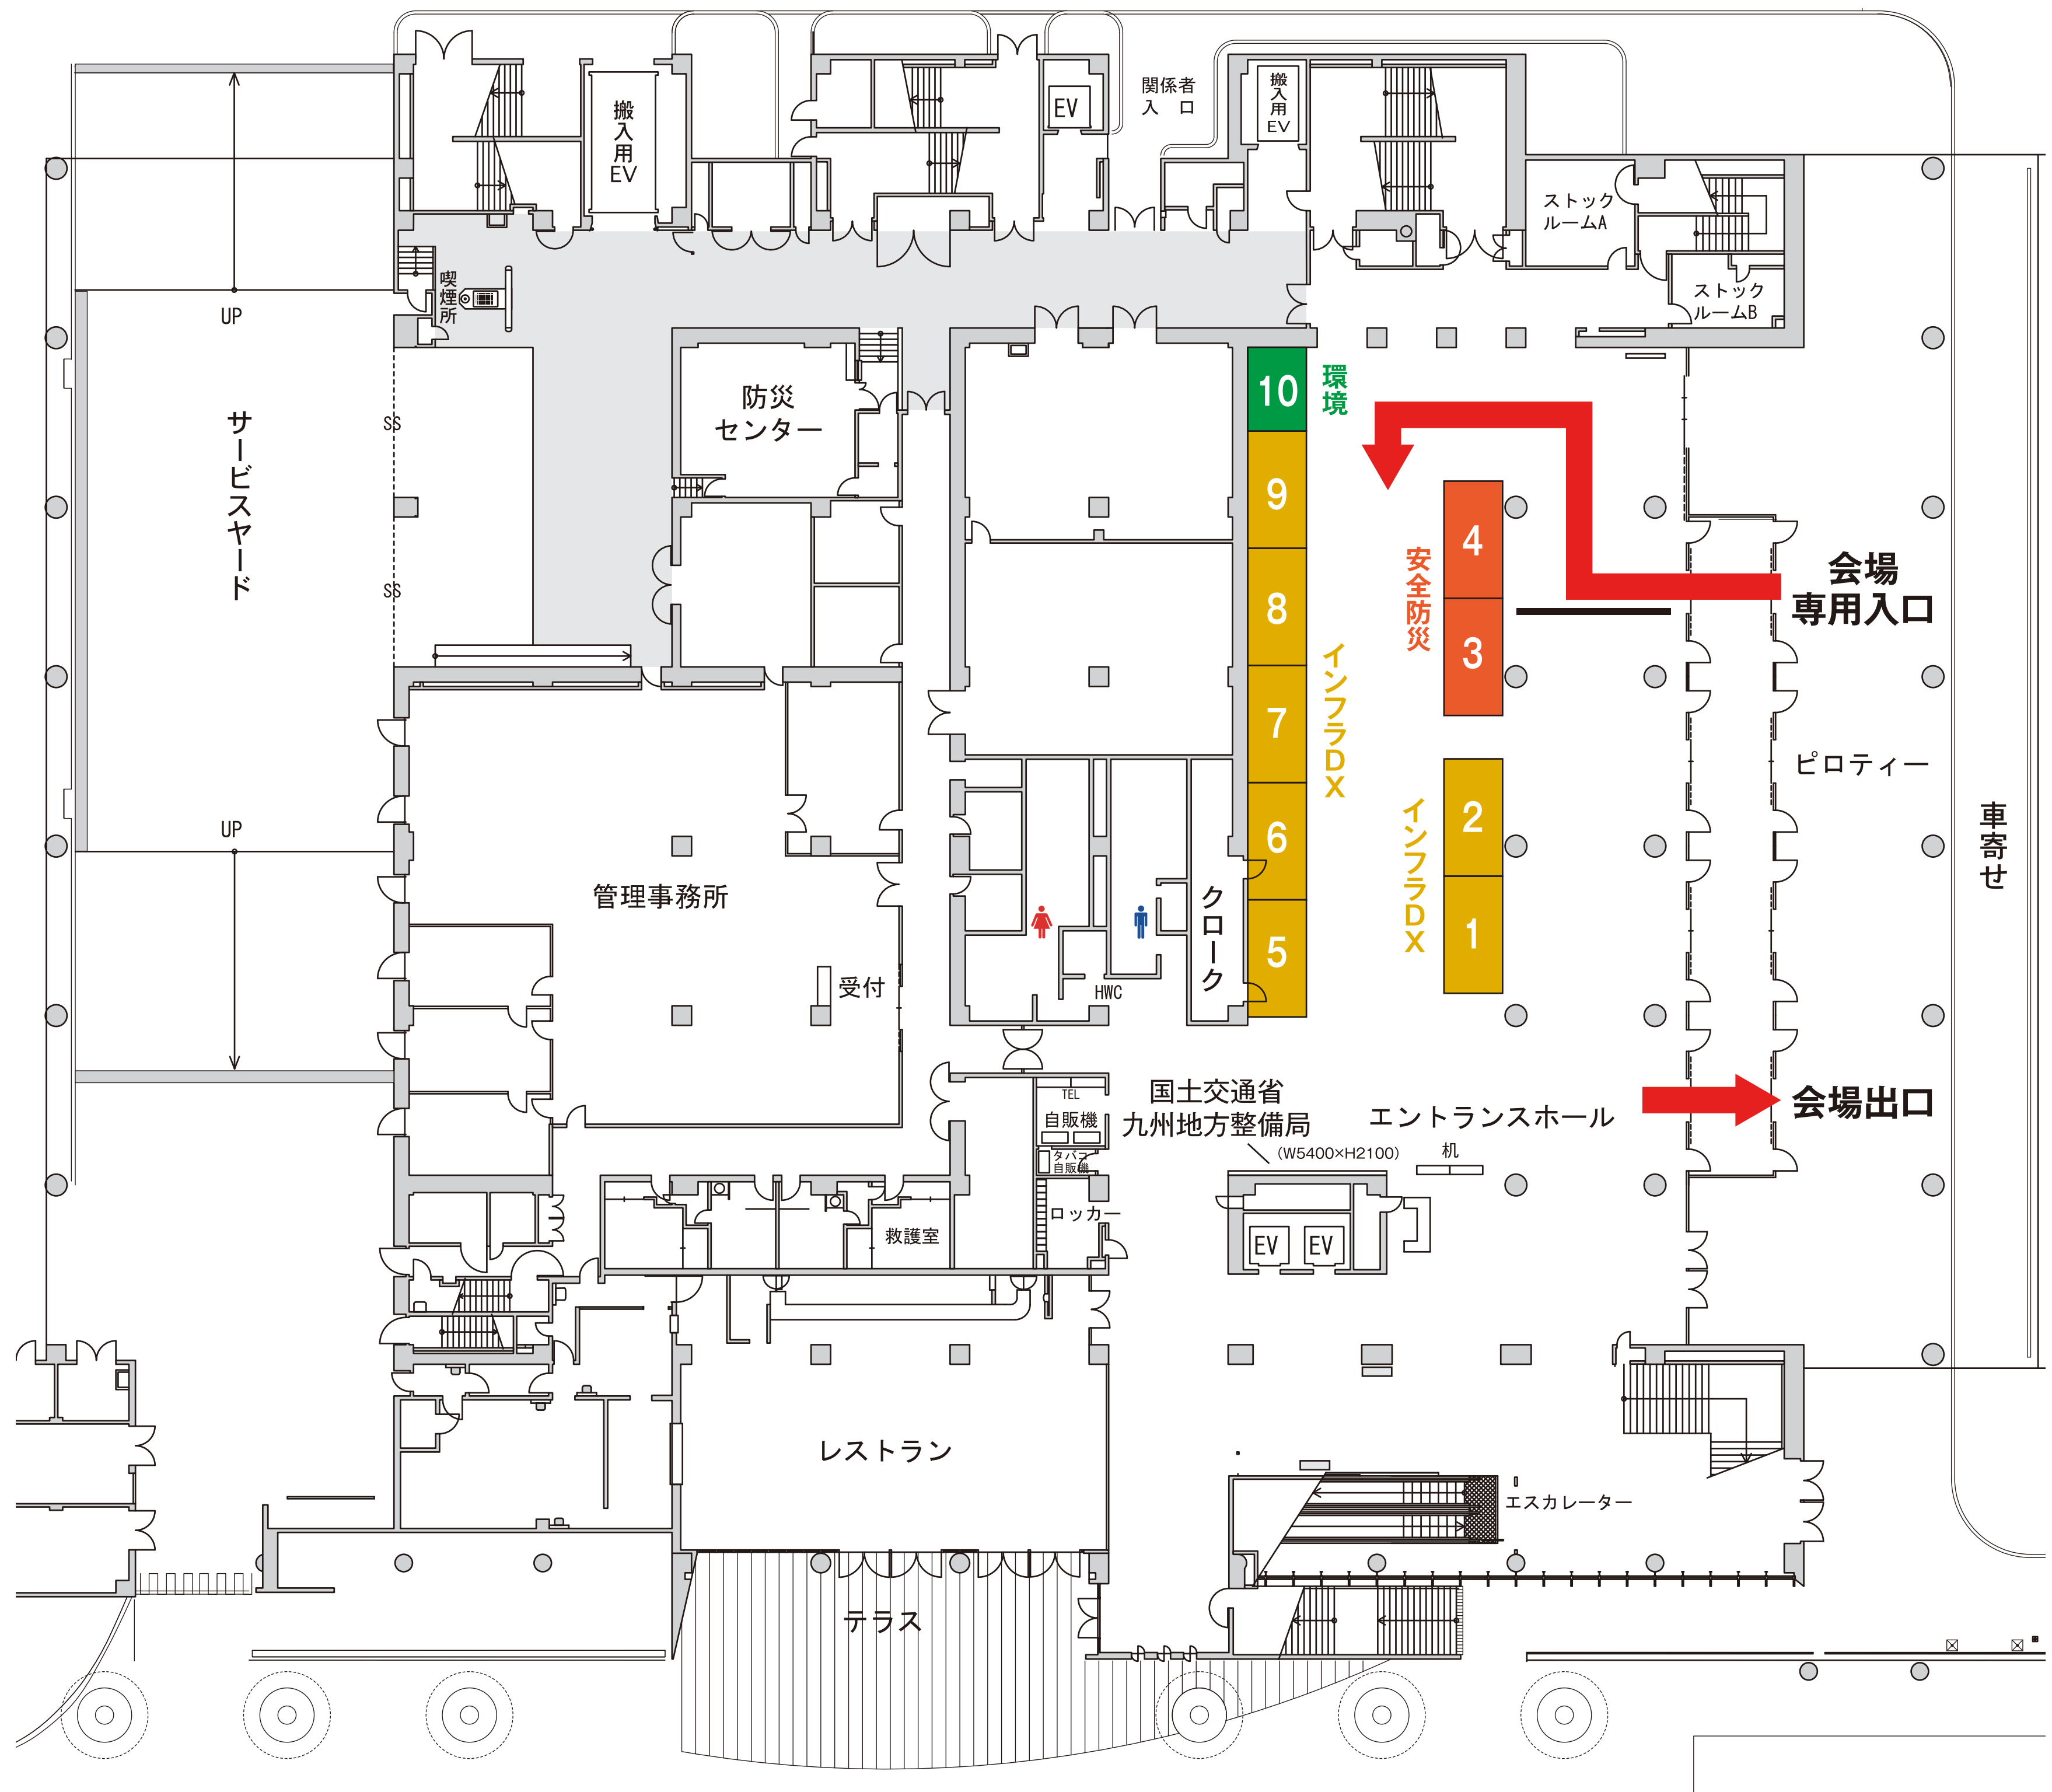 関係者
入 口
搬入用EV
EV
搬入用EV
ストック
ルームA
ストック
ルームB
喫煙所
UP
サービスヤード
SS
SS
UP
防災
センター
10
環境
9
8
7
6
5
インフラDX
4
3
安全防災
2
1
インフラDX
会場
専用入口
ピロティー
車寄せ
管理事務所
受付
クローク
HWC
国土交通省
九州地方整備局
(W5400×H2100)
エントランスホール
机
会場出口
TEL
自販機
タバコ
自販機
ロッカー
救護室
EV
EV
レストラン
エスカレーター
テラス